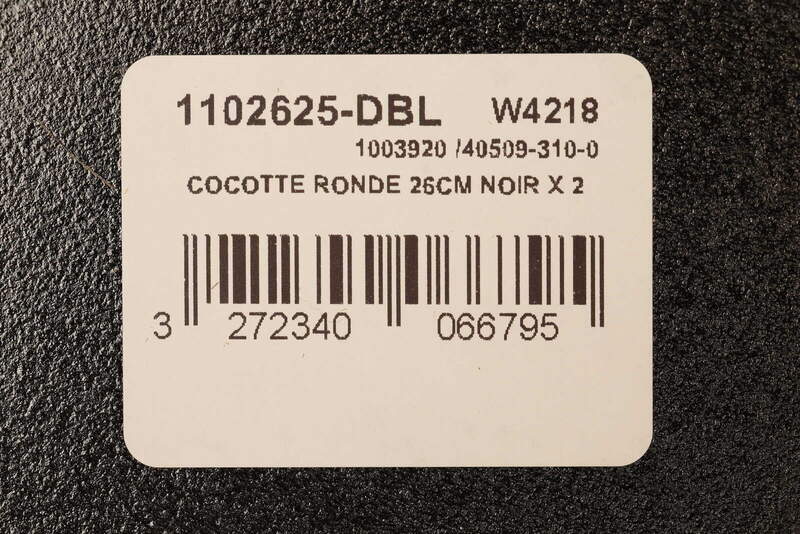 1102625-DBL W4218
1003920 /40509-310-0
COCOTTE RONDE 26CM NOIR X 2
3 272340 066795